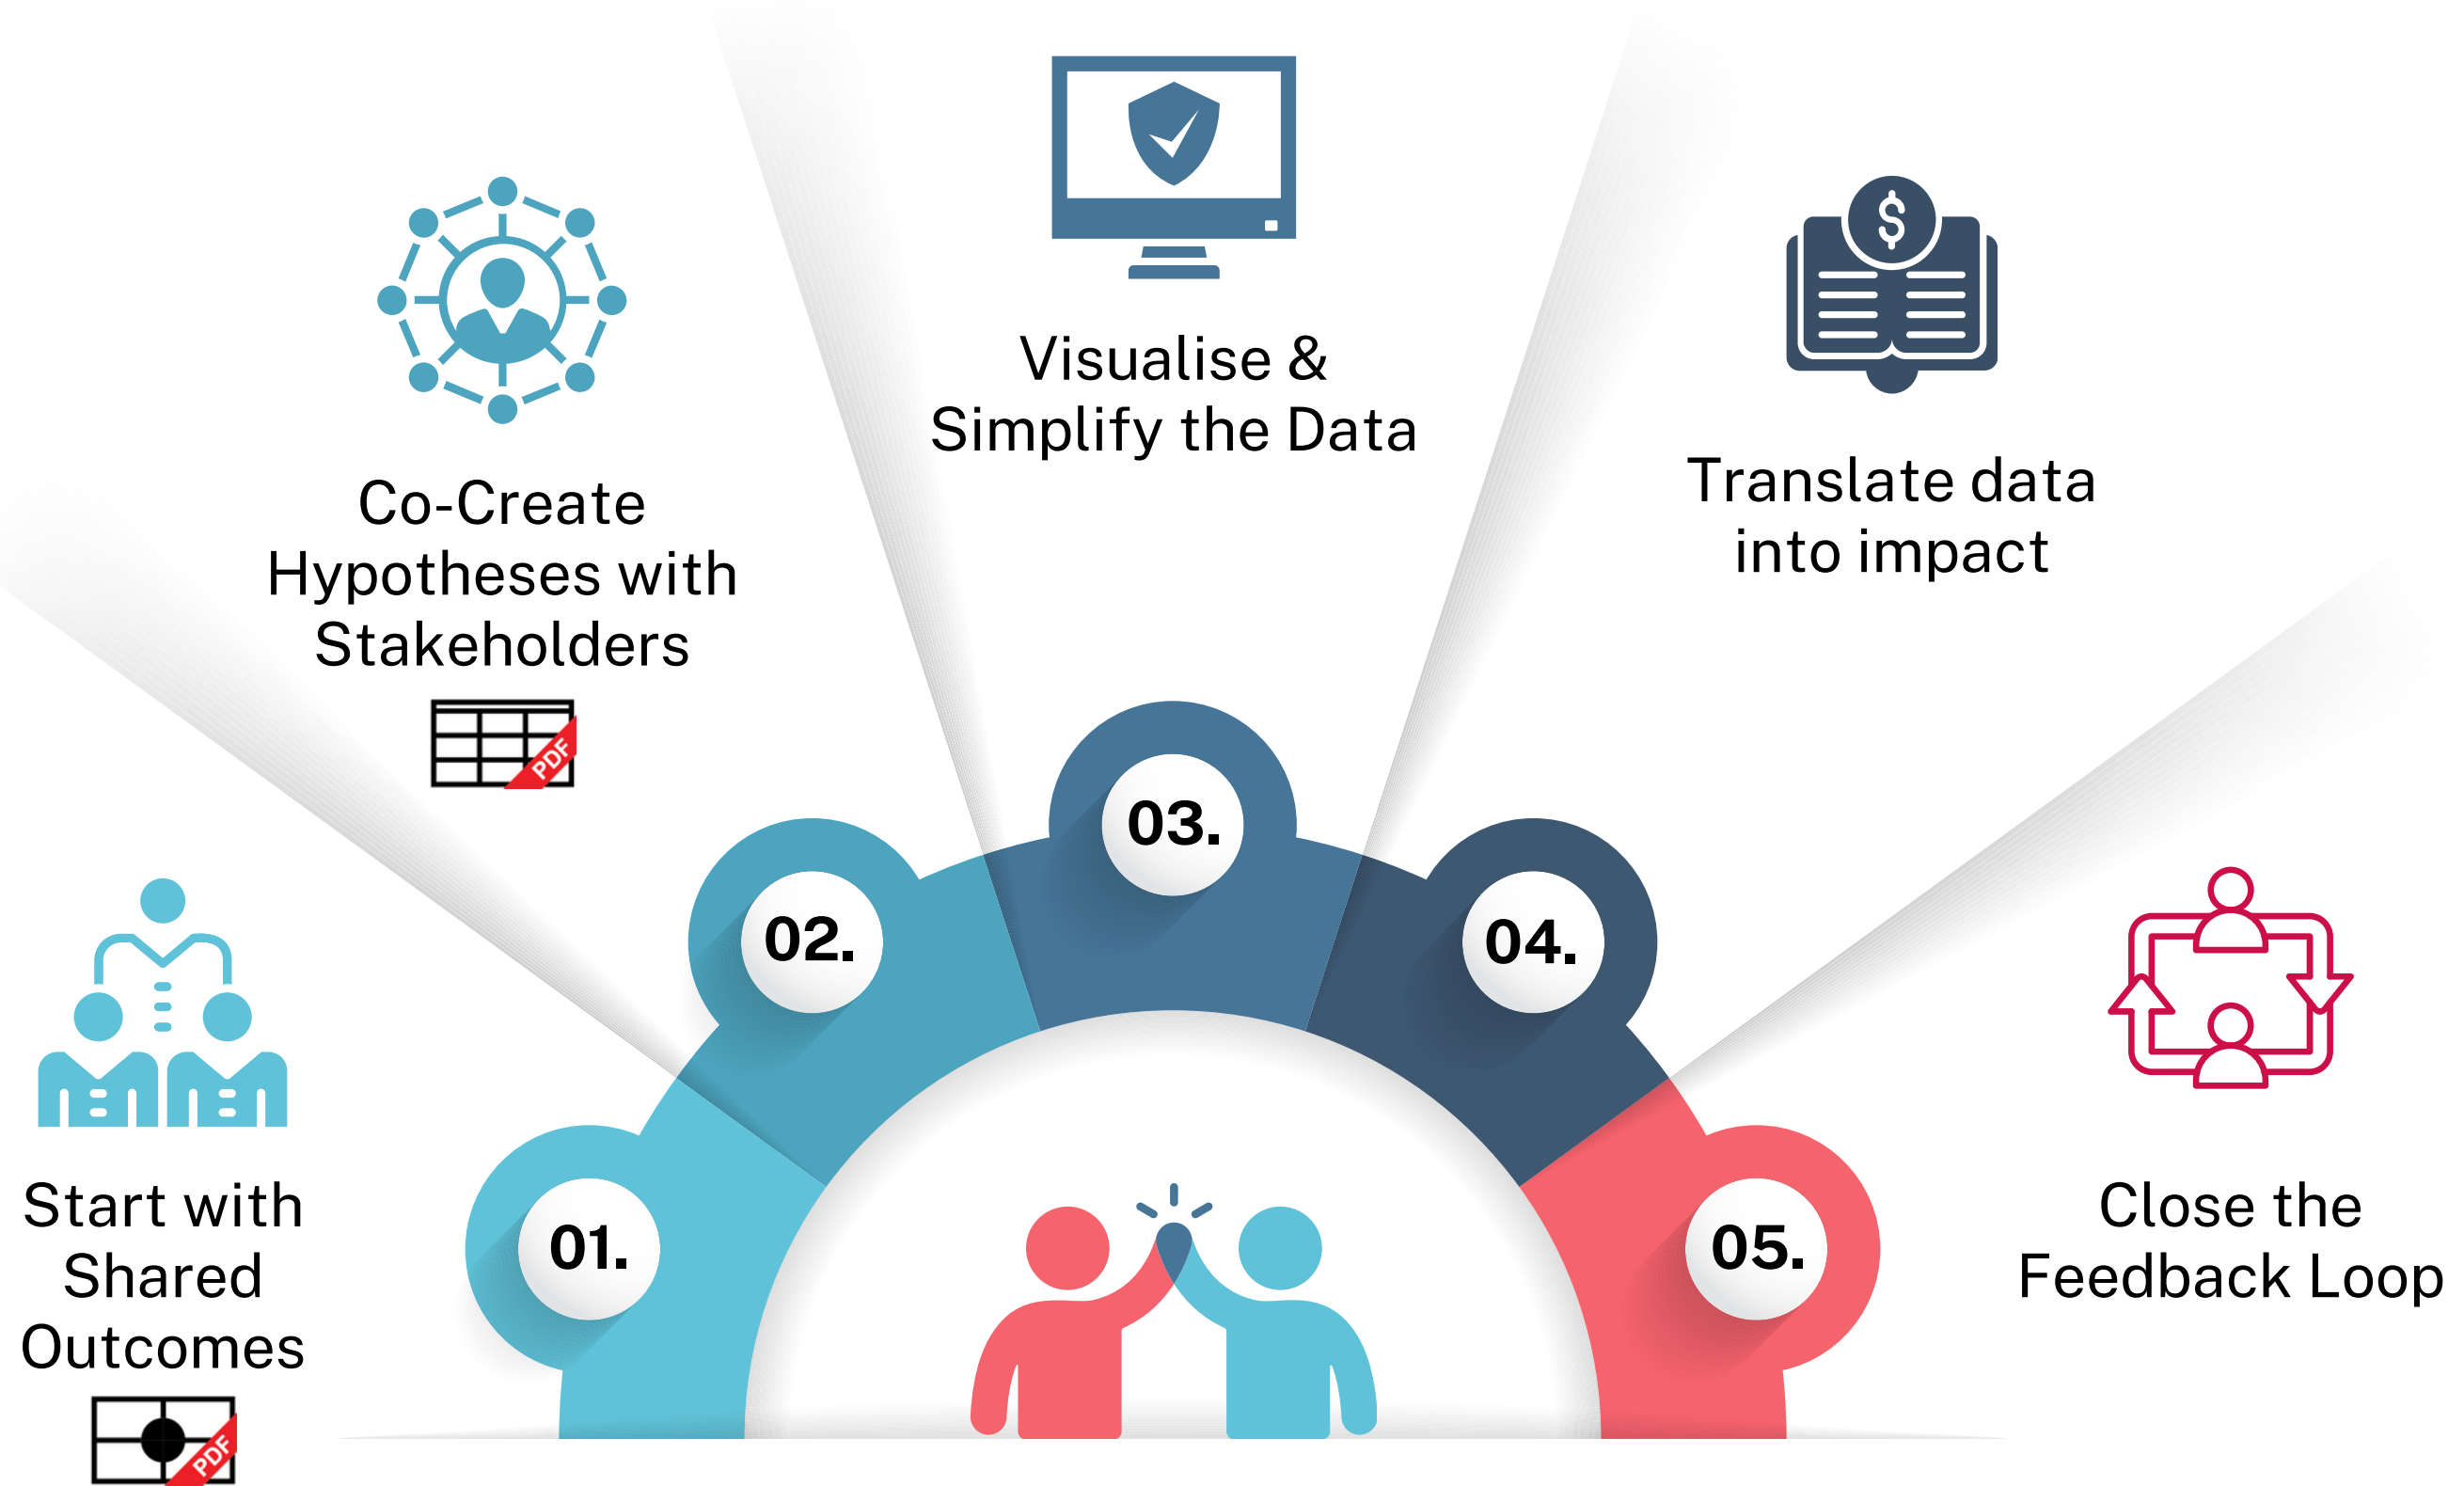 01.
Start with
Shared
Outcomes
PDF
02.
Co-Create
Hypotheses with
Stakeholders
PDF
03.
Visualise &
Simplify the Data
04.
$
Translate data
into impact
05.
Close the
Feedback Loop